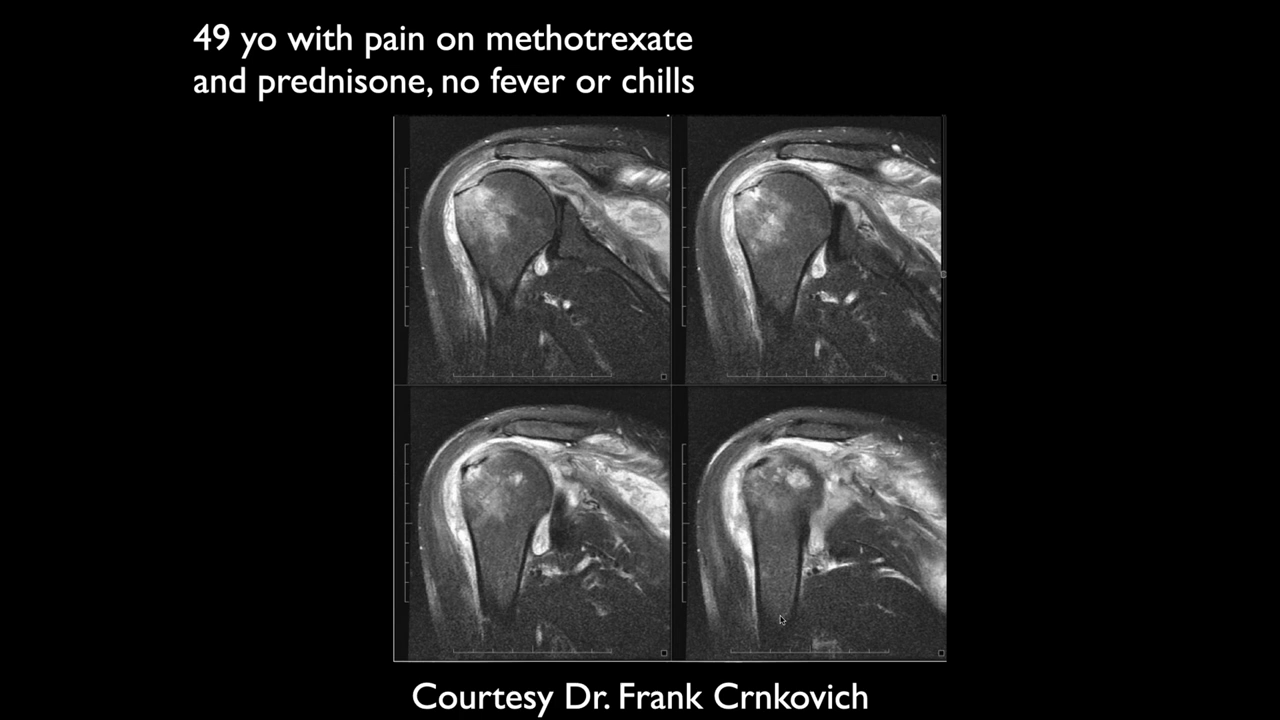 49 yo with pain on methotrexate
and prednisone, no fever or chills
Courtesy Dr. Frank Crnkovich